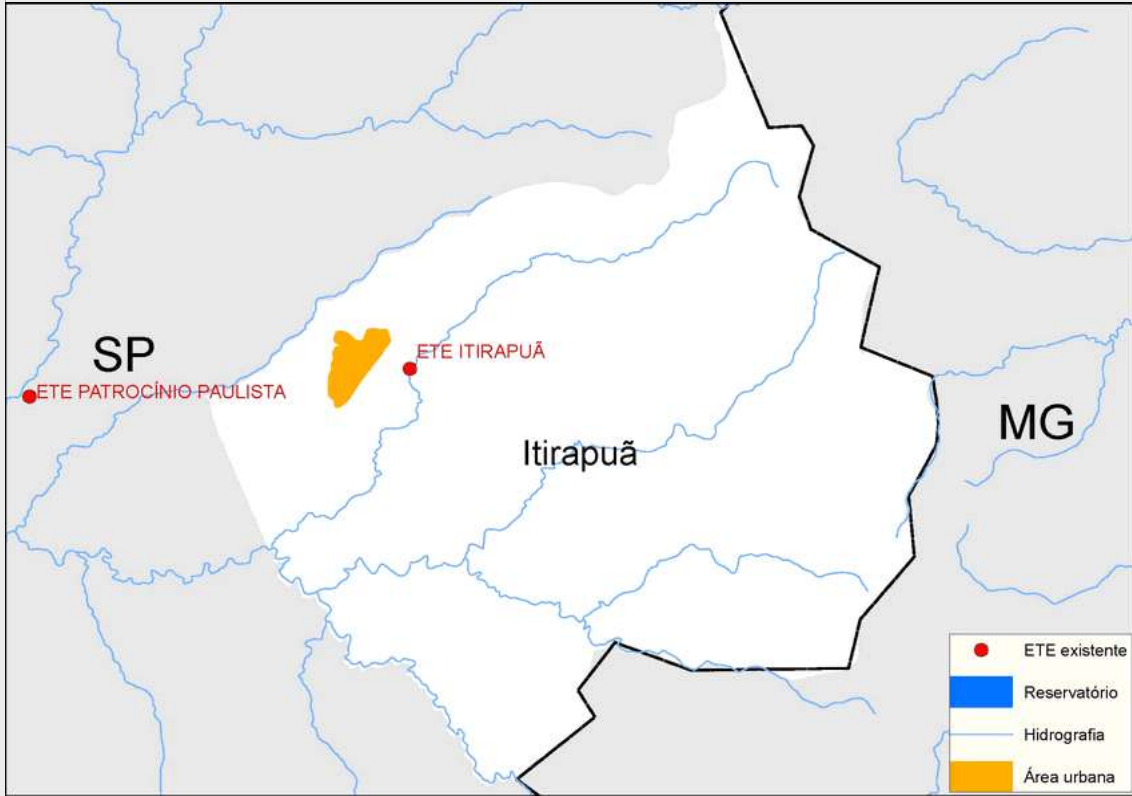 SP
ETE ITIRAPUÃ
ETE PATROCÍNIO PAULISTA
MG
Itirapuã
ETE existente
Reservatório
Hidrografia
Área urbana